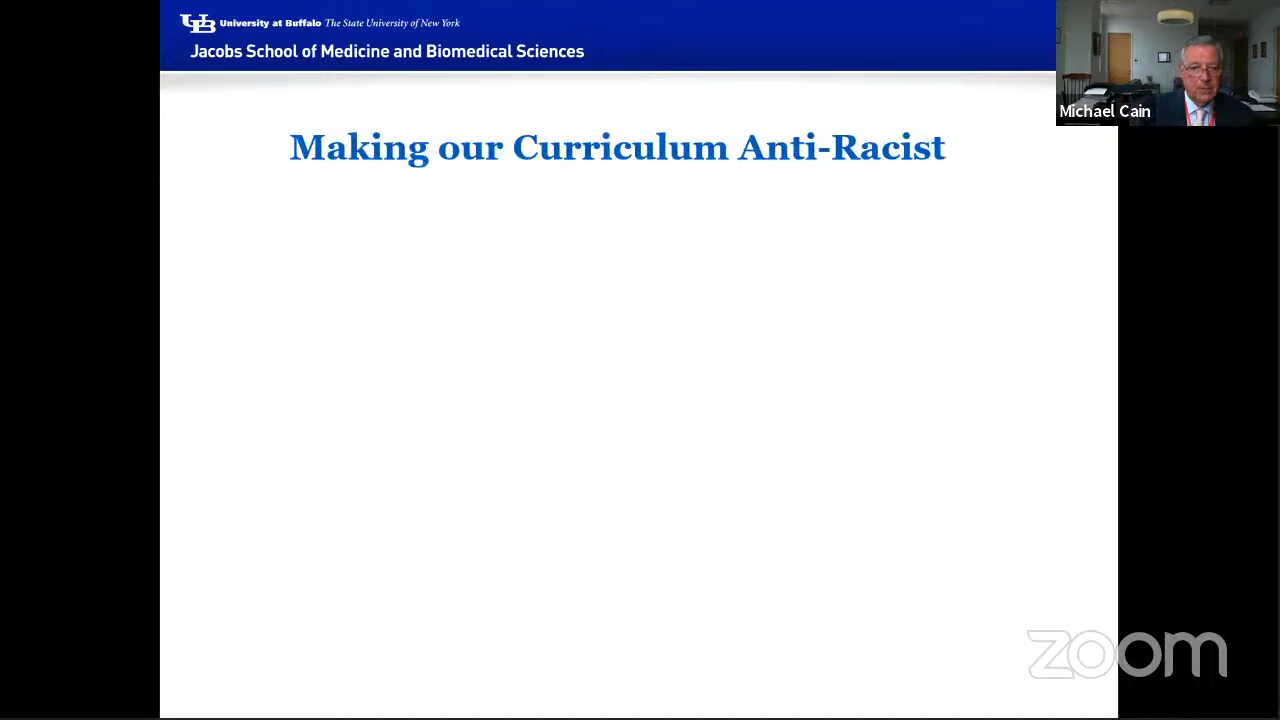 UB University at Buffalo The State University of New York
Jacobs School of Medicine and Biomedical Sciences
Michael Cain
Making our Curriculum Anti-Racist
zoom